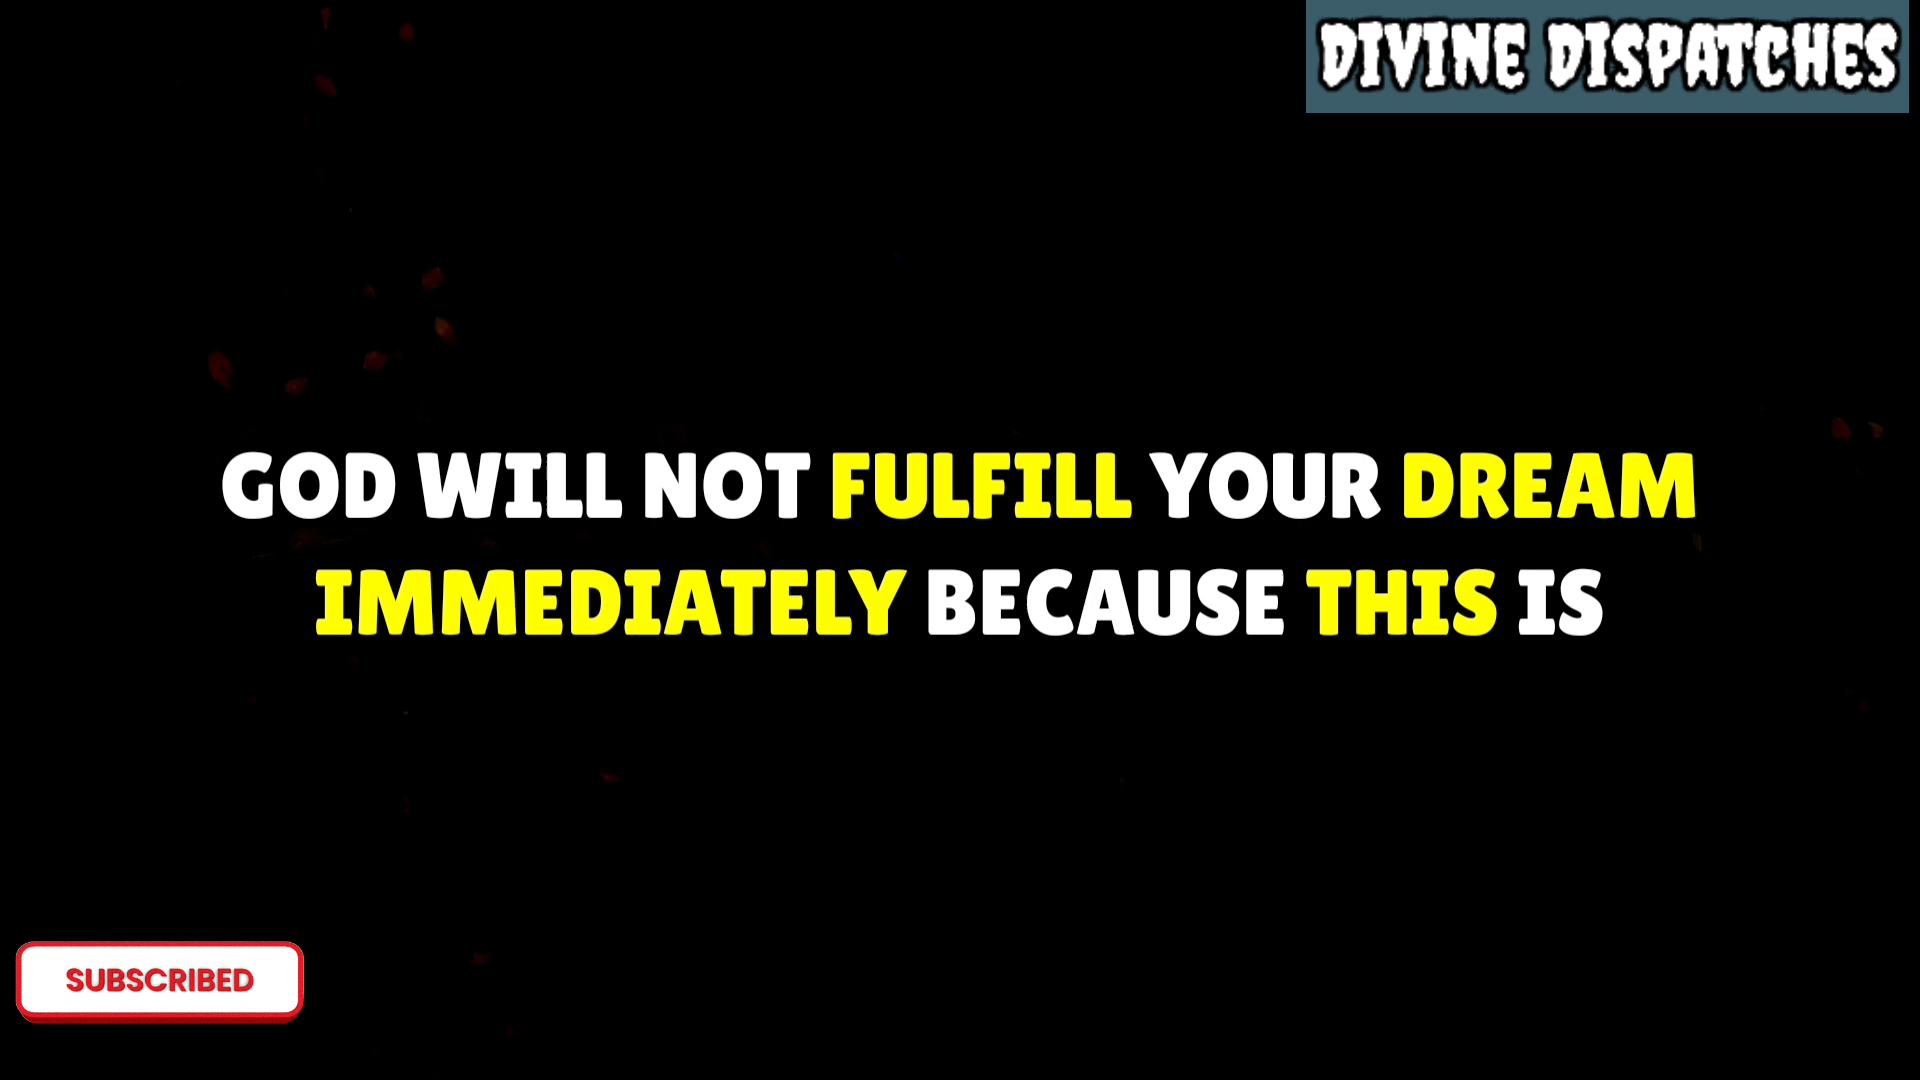 DIVINE DISPATCHES
GOD WILL NOT FULFILL YOUR DREAM
IMMEDIATELY BECAUSE THIS IS
SUBSCRIBED